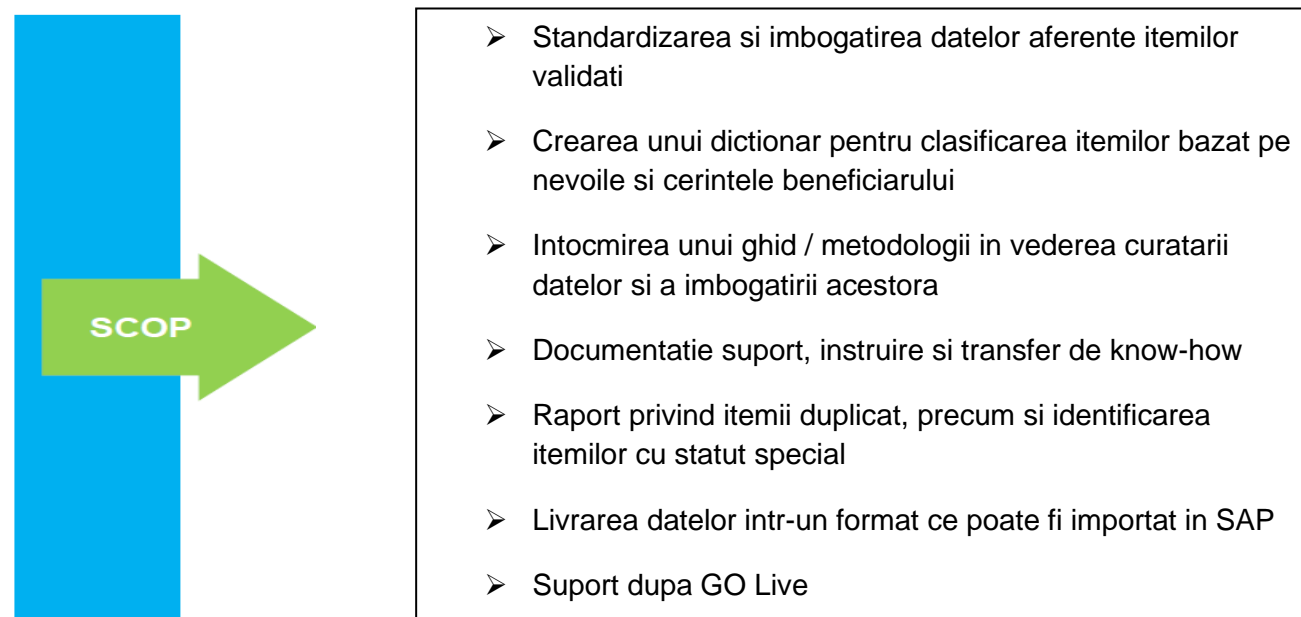 SCOP
➢ Standardizarea si imbogatirea datelor aferente itemilor
validati
➢ Crearea unui dictionar pentru clasificarea itemilor bazat pe
nevoile si cerintele beneficiarului
➢ Intocmirea unui ghid / metodologii in vederea curatarii
datelor si a imbogatirii acestora
➢ Documentatie suport, instruire si transfer de know-how
➢ Raport privind itemii duplicat, precum si identificarea
itemilor cu statut special
➢ Livrarea datelor intr-un format ce poate fi importat in SAP
➢ Suport dupa GO Live